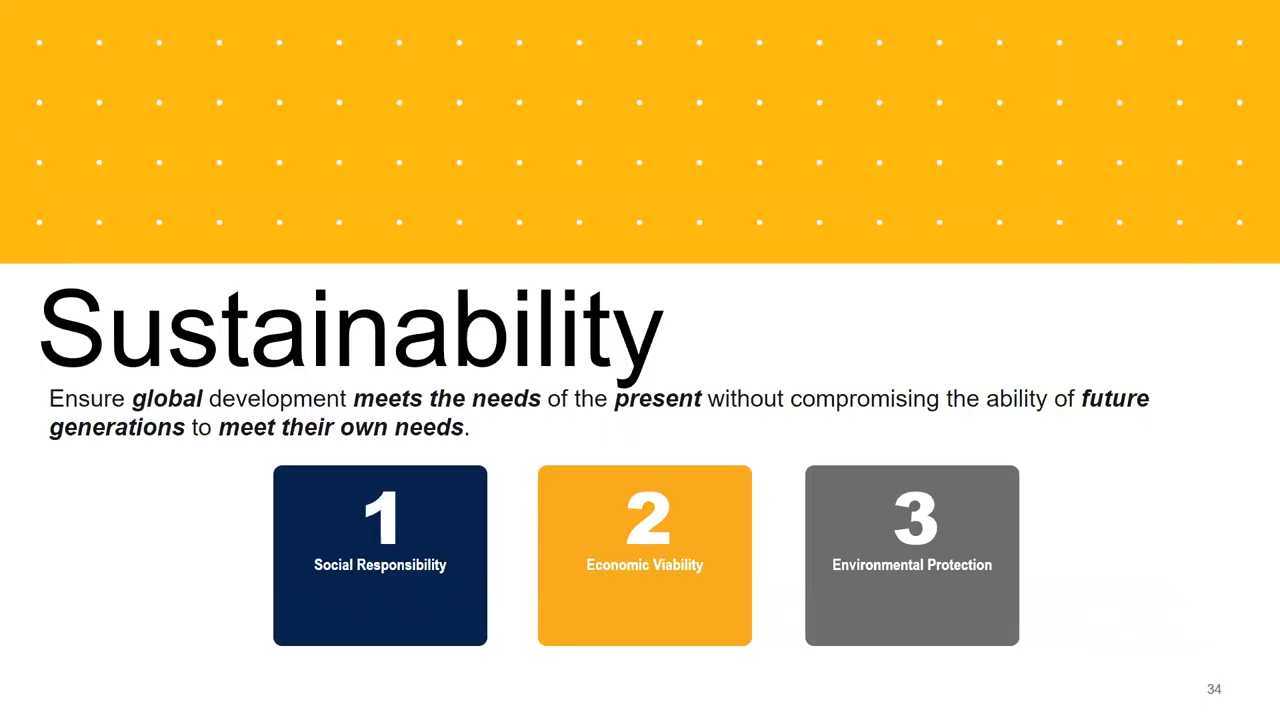 Sustainability
Ensure global development meets the needs of the present without compromising the ability of future
generations to meet their own needs.
1
Social Responsibility
2
Economic Viability
3
Environmental Protection
34